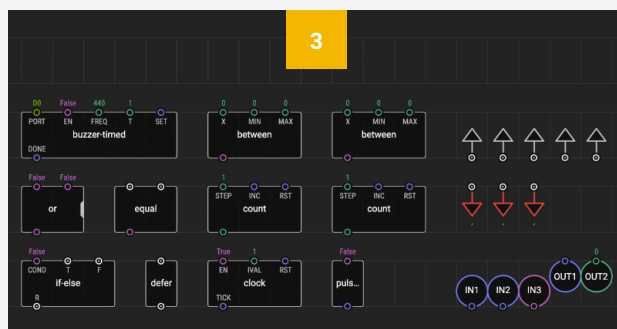 3
D0 False 440 1
PORT EN FREQ T SET
buzzer-timed
DONE
0 0 0
X MIN MAX
between
0 0 0
X MIN MAX
between
False False
or
equal
1
STEP INC RST
count
1
STEP INC RST
count
False
COND T F
if-else
R
defer
True 1
EN IVAL RST
clock
TICK
False
puls...
IN1 IN2 IN3 OUT1 OUT2
0